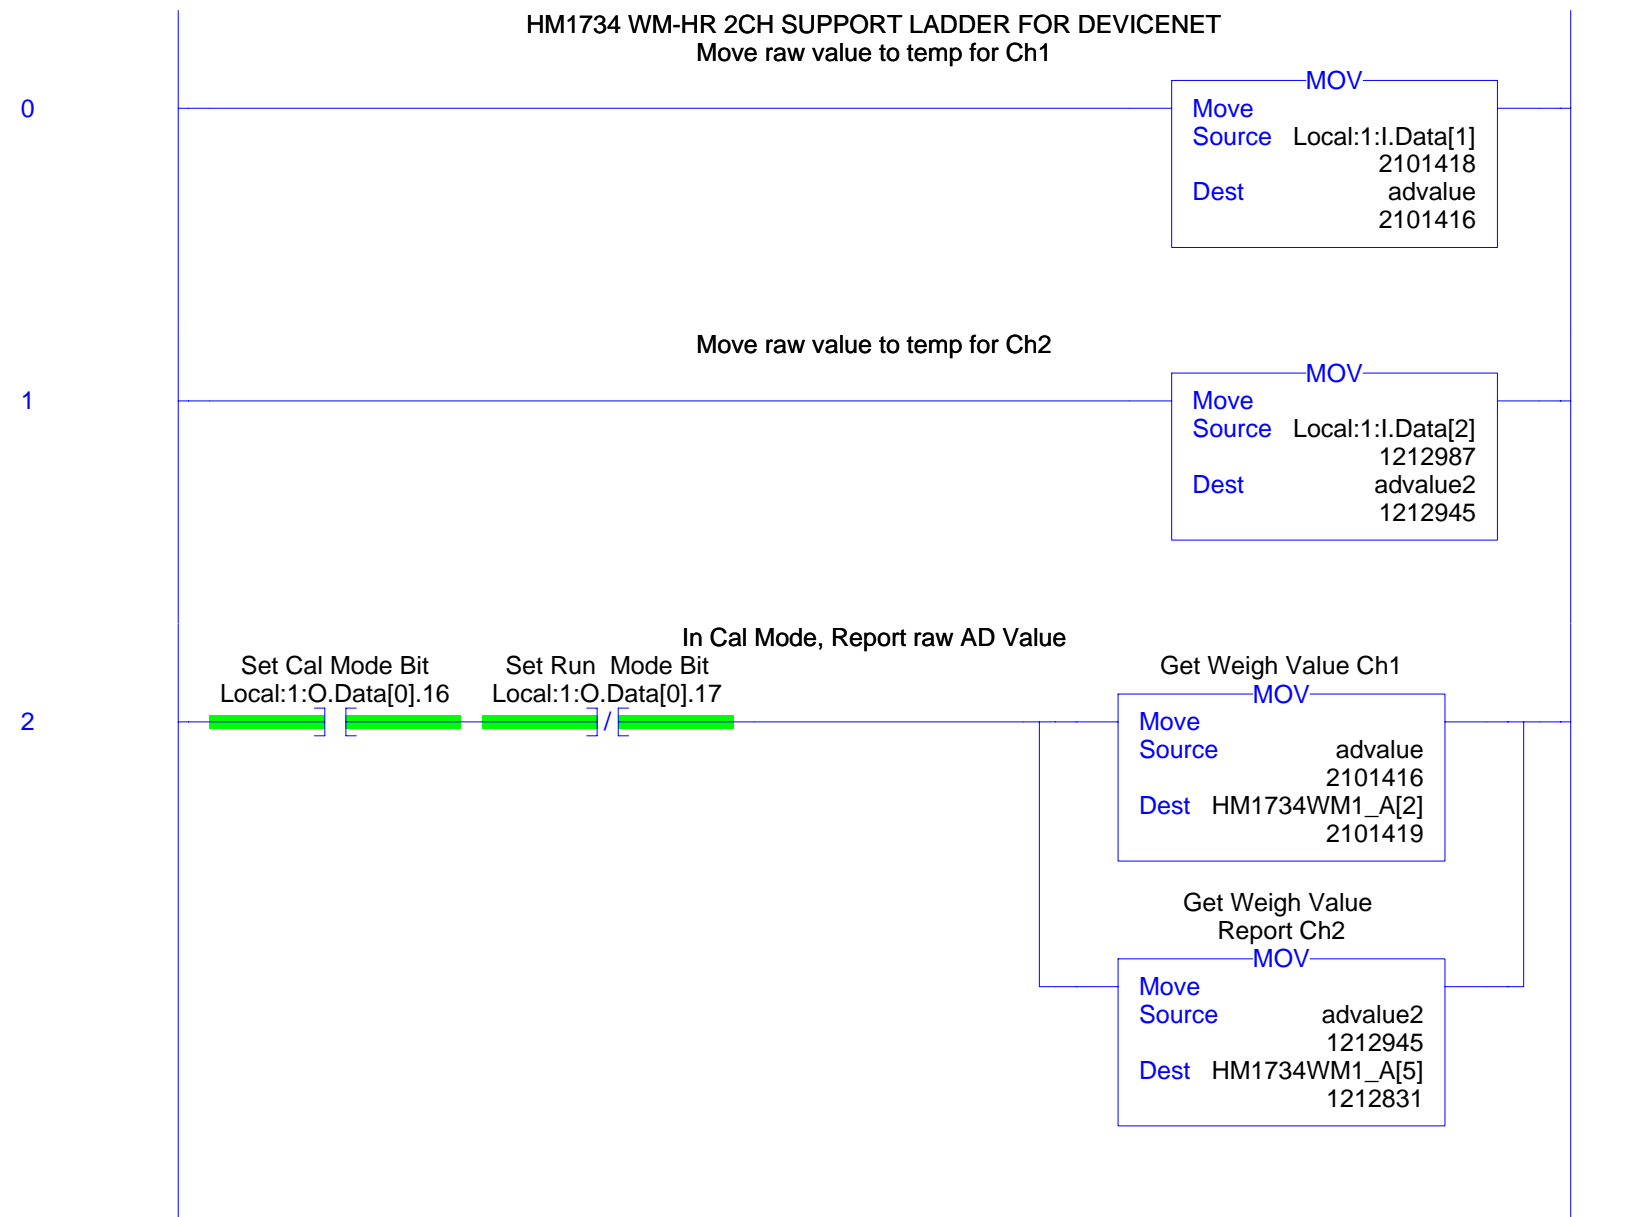 HM1734 WM-HR 2CH SUPPORT LADDER FOR DEVICENET
Move raw value to temp for Ch1
0
MOV
Move
Source Local:1:I.Data[1]
2101418
Dest advalue
2101416
Move raw value to temp for Ch2
1
MOV
Move
Source Local:1:I.Data[2]
1212987
Dest advalue2
1212945
In Cal Mode, Report raw AD Value
2
Set Cal Mode Bit
Local:1:O.Data[0].16
Set Run  Mode Bit
Local:1:O.Data[0].17
/
Get Weigh Value Ch1
MOV
Move
Source advalue
2101416
Dest HM1734WM1_A[2]
2101419
Get Weigh Value
Report Ch2
MOV
Move
Source advalue2
1212945
Dest HM1734WM1_A[5]
1212831